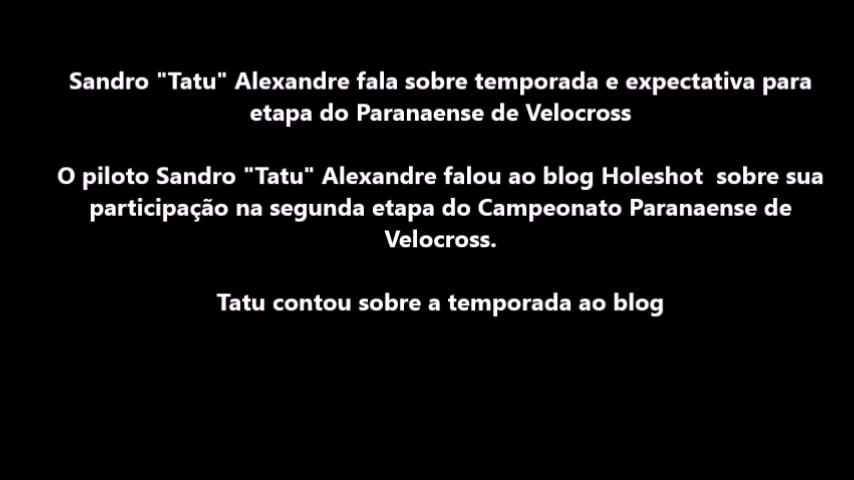 Sandro "Tatu" Alexandre fala sobre temporada e expectativa para
etapa do Paranaense de Velocross
O piloto Sandro "Tatu" Alexandre falou ao blog Holeshot  sobre sua
participação na segunda etapa do Campeonato Paranaense de
Velocross.
Tatu contou sobre a temporada ao blog